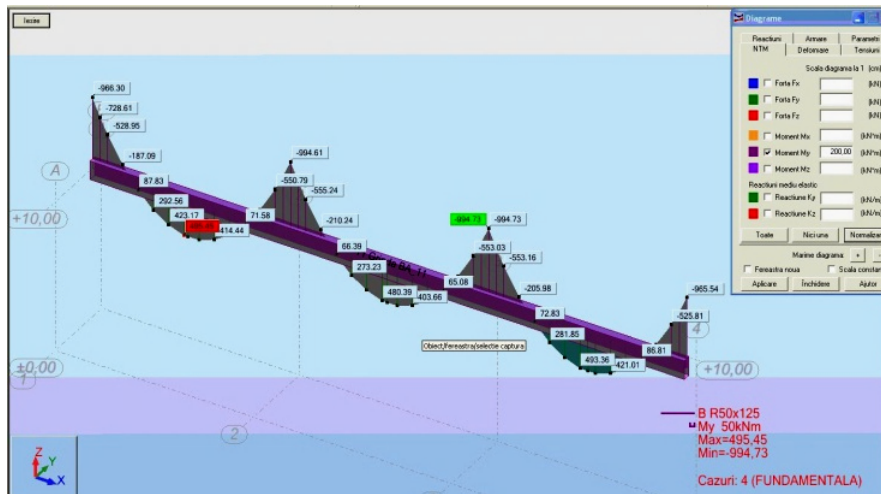 Iesire
Diagrame
Reactiuni Armare Parametri
NTM Deformare Tensiuni
Scala diagrama la 1 (cm)
Forta Fx (kN)
Forta Fy (kN)
Forta Fz (kN)
Moment Mx (kN*m)
Moment My 200,00 (kN*m)
Moment Mz (kN*m)
Reactiuni mediu elastic
Reactiune Ky (kN/m)
Reactiune Kz (kN/m)
Toate Nici una Normalizare
Marime diagrama: + -
Fereastra noua Scala constanta
Aplicare Închidere Ajutor
-966.30
-728.61
-528.95
-187.09
87.83
292.56
423.17
414.44
-994.61
-550.79
-555.24
71.58
-210.24
66.39
273.23
480.39
403.66
-994.73
-994.73
-553.03
-553.16
65.08
-205.98
72.83
281.85
493.36
421.01
-965.54
-525.81
86.81
A
+10,00
±0,00
1
2
4
+10,00
Obiect/fereastra/selectie captura
B R50x125
My 50kNm
Max=495,45
Min=-994,73
Cazuri: 4 (FUNDAMENTALA)
Z
Y
X